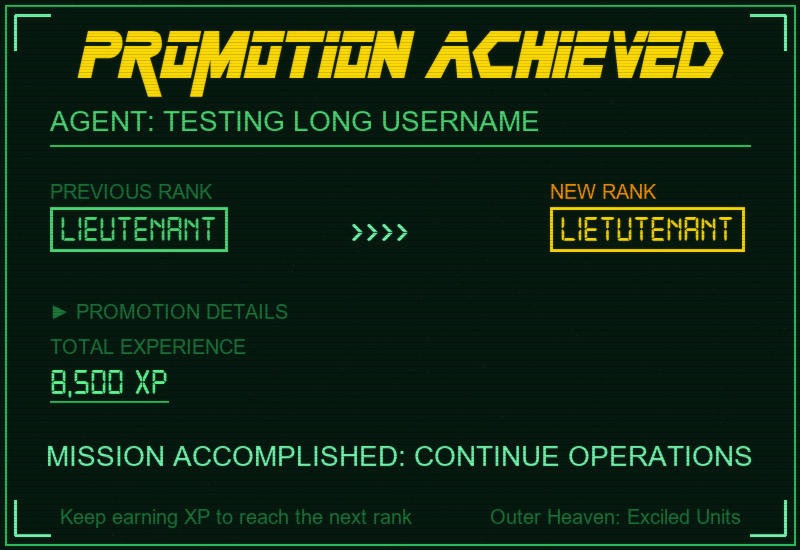 PROMOTION ACHIEVED
AGENT: TESTING LONG USERNAME
PREVIOUS RANK
NEW RANK
LIEUTENANT
>>>>
LIETUTENANT
► PROMOTION DETAILS
TOTAL EXPERIENCE
8,500 XP
MISSION ACCOMPLISHED: CONTINUE OPERATIONS
Keep earning XP to reach the next rank
Outer Heaven: Exciled Units